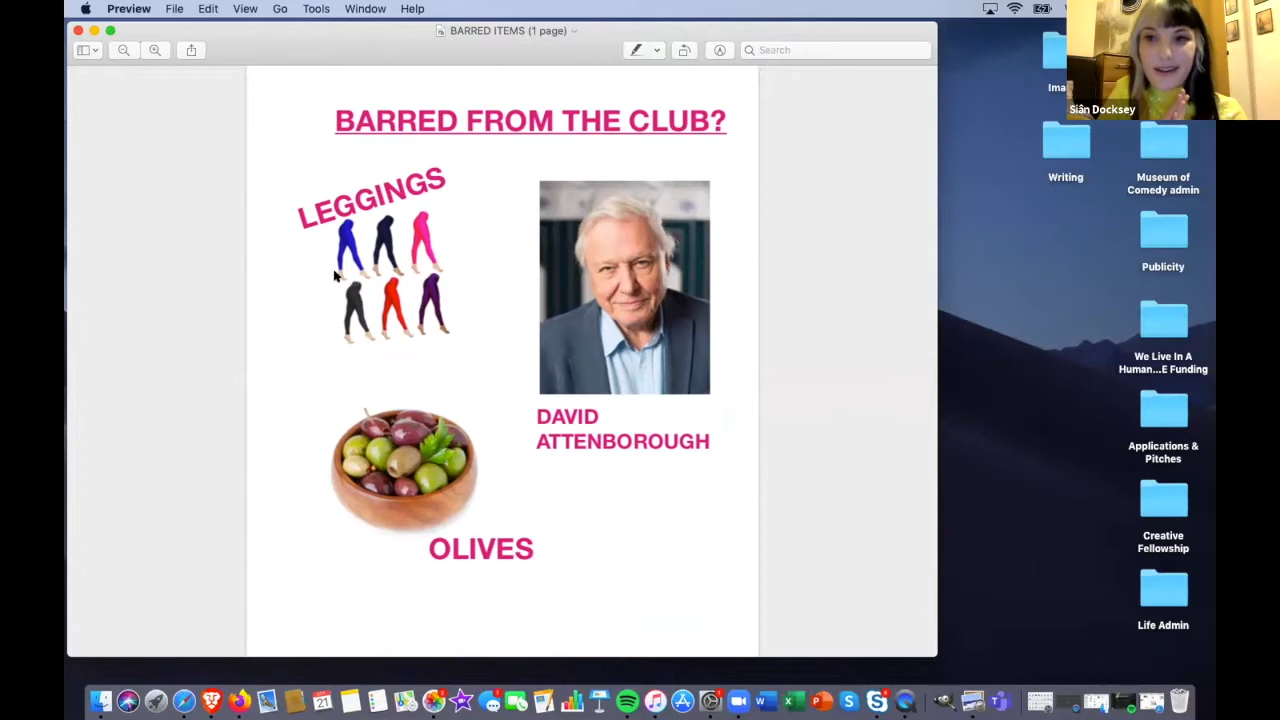 Preview File Edit View Go Tools Window Help
BARRED ITEMS (1 page)
Search
Siân Docksey
BARRED FROM THE CLUB?
LEGGINGS
DAVID
ATTENBOROUGH
OLIVES
Ima
Writing
Museum of
Comedy admin
Publicity
We Live In A
Human...E Funding
Applications &
Pitches
Creative
Fellowship
Life Admin